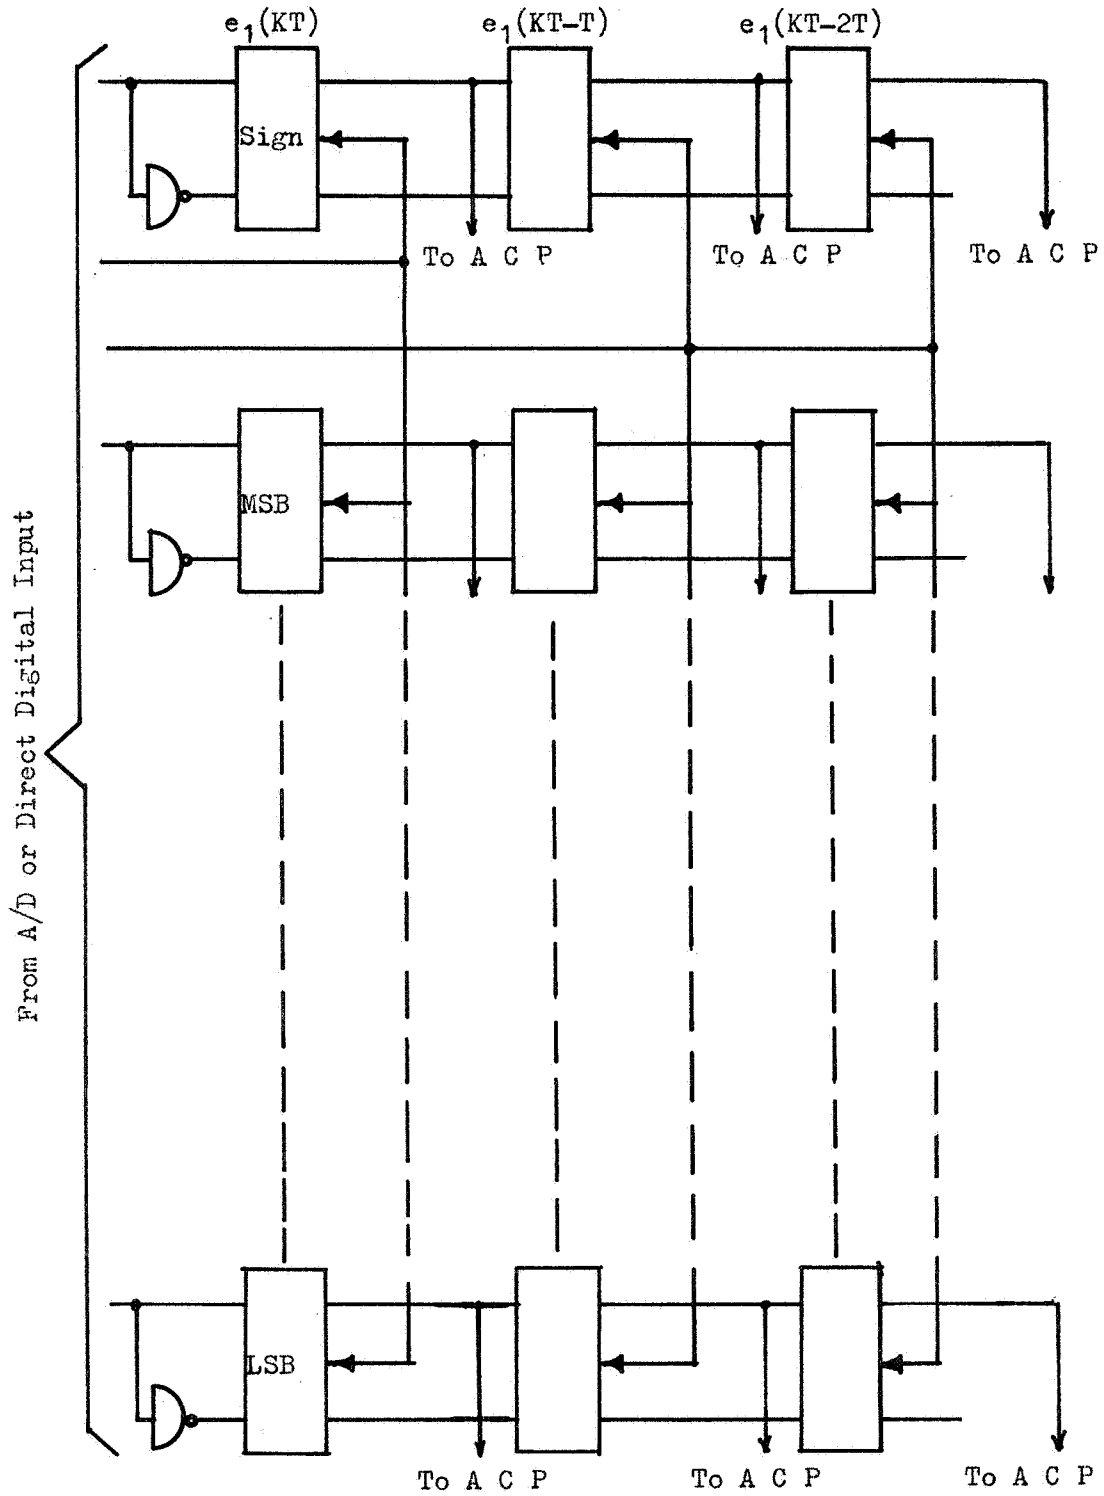 e₁(KT) e₁(KT-T) e₁(KT-2T)
Sign
To A C P To A C P To A C P
MSB
From A/D or Direct Digital Input
LSB
To A C P To A C P To A C P